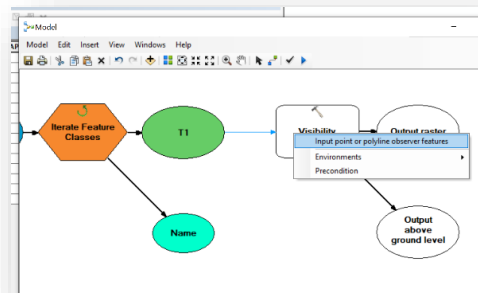 Model
Model Edit Insert View Windows Help
Iterate Feature
Classes
T1
Visibility
Output raster
Input point or polyline observer features
Environments
Precondition
Name
Output
above
ground level